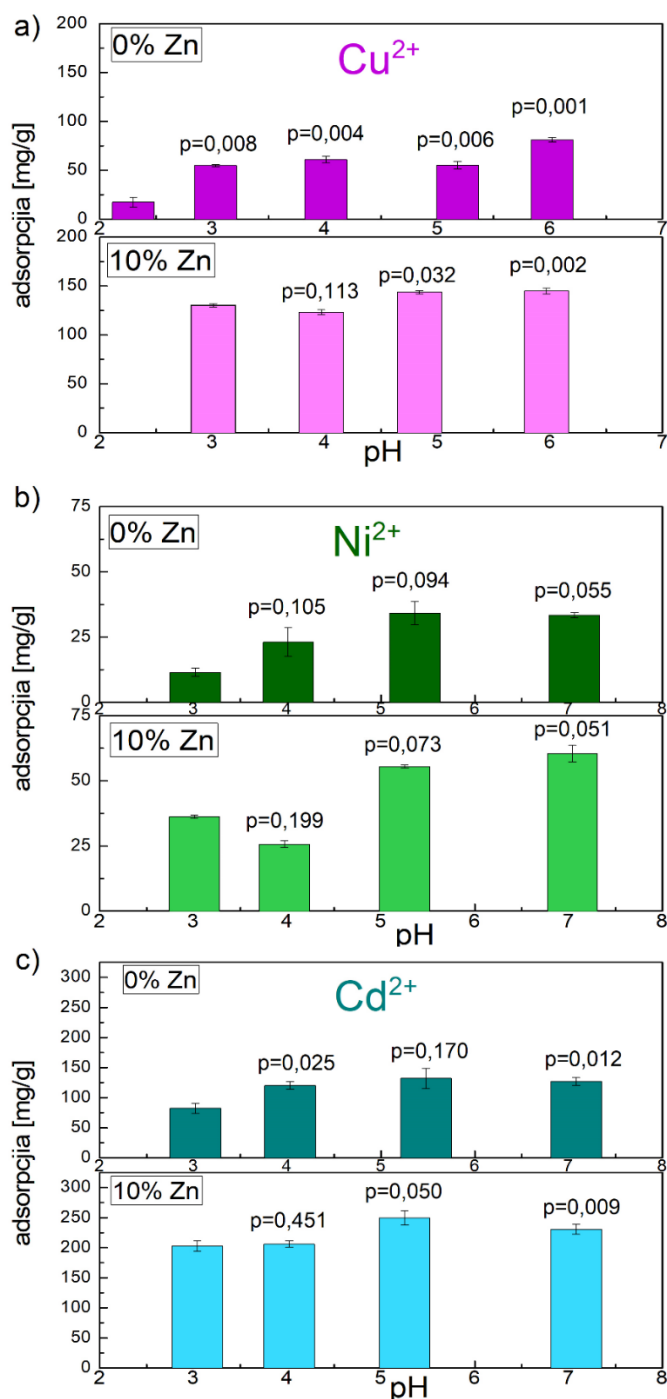 a)
200
0% Zn
Cu²⁺
150
p=0,001
100
p=0,008 p=0,004 p=0,006
50
0
2 3 4 5 6 7
adsorpcjia [mg/g]
200
10% Zn
p=0,113 p=0,032 p=0,002
150
100
50
0
2 3 4 5 6 7
pH
b)
75
0% Zn
Ni²⁺
50
p=0,105 p=0,094 p=0,055
25
0
2 3 4 5 6 7 8
adsorpcjia [mg/g]
75
10% Zn
p=0,199 p=0,073 p=0,051
50
25
0
2 3 4 5 6 7 8
pH
c)
300
0% Zn
Cd²⁺
250
200
p=0,025 p=0,170 p=0,012
150
100
50
0
2 3 4 5 6 7 8
adsorpcjia [mg/g]
300
10% Zn
p=0,451 p=0,050 p=0,009
250
200
150
100
50
0
2 3 4 5 6 7 8
pH